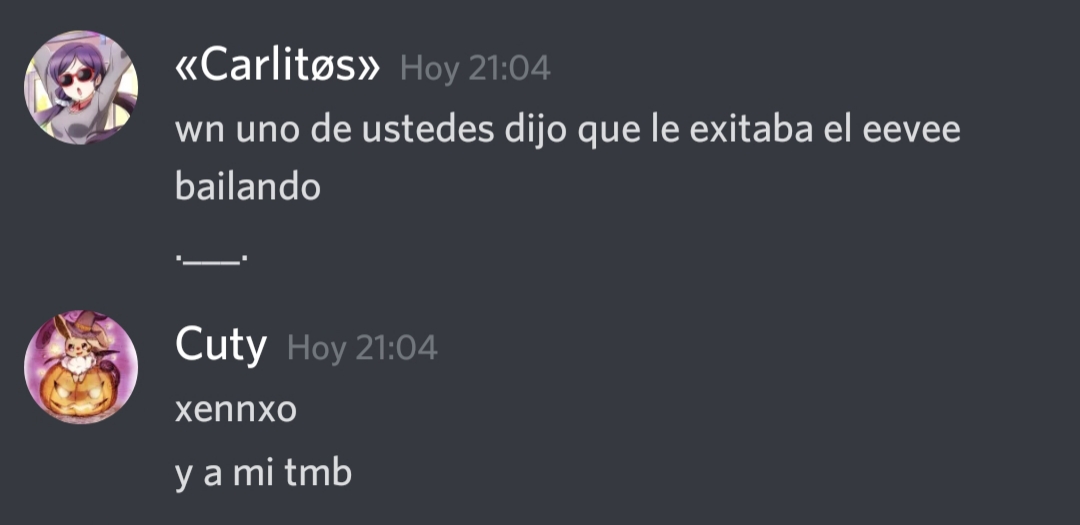 «Carlitøs» Hoy 21:04
wn uno de ustedes dijo que le exitaba el eevee
bailando
.___.
Cuty Hoy 21:04
xennxo
y a mi tmb